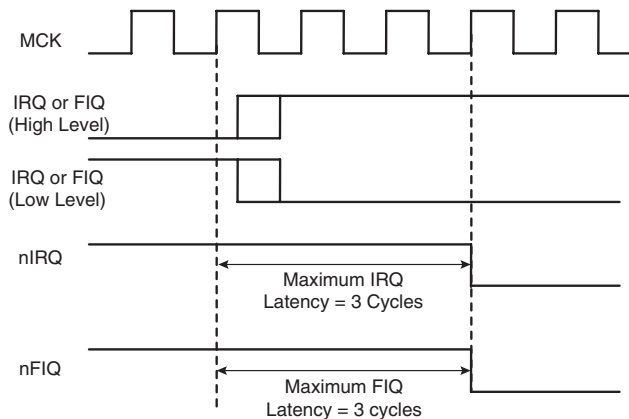 MCK
IRQ or FIQ
(High Level)
IRQ or FIQ
(Low Level)
nIRQ
Maximum IRQ
Latency = 3 Cycles
nFIQ
Maximum FIQ
Latency = 3 cycles